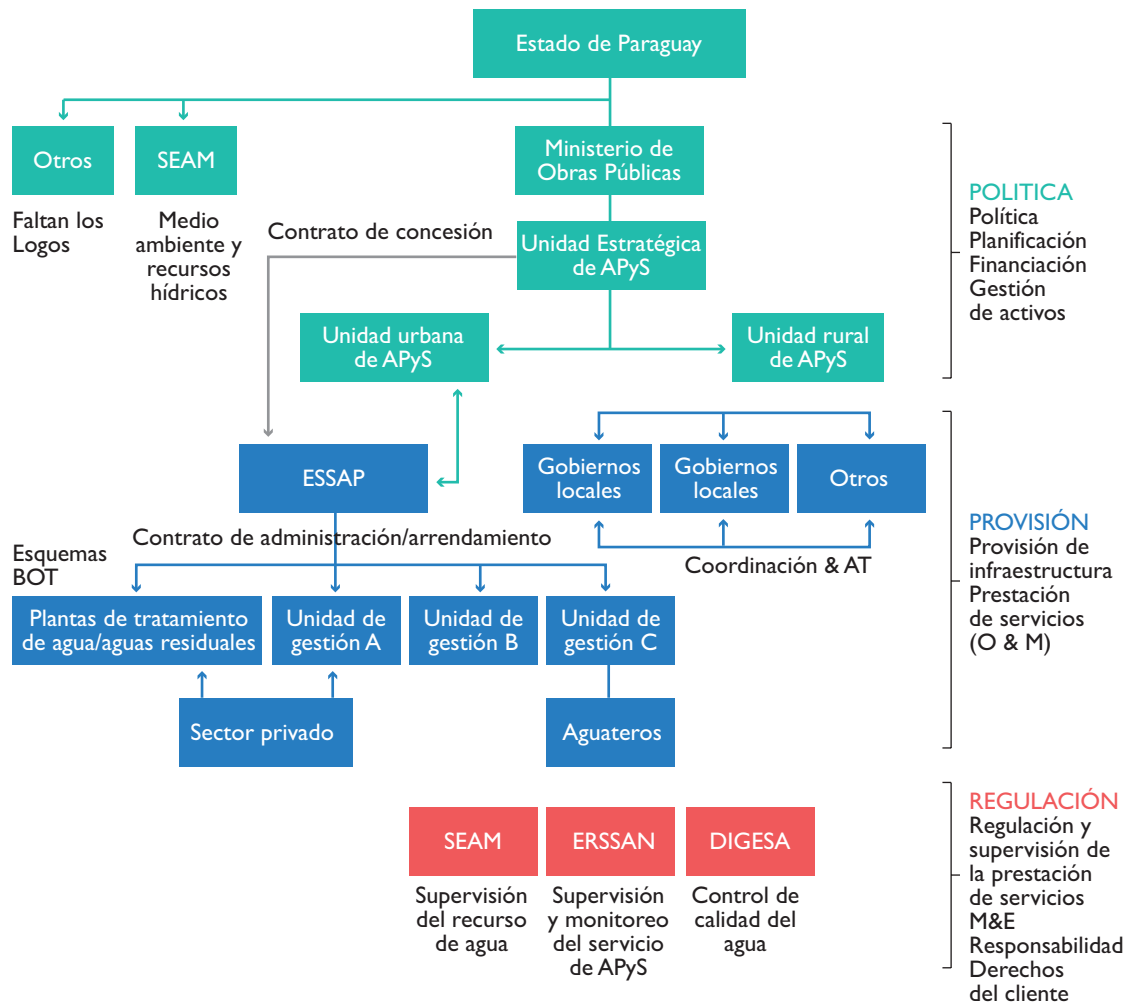 Estado de Paraguay
Otros
SEAM
Ministerio de
Obras Públicas
Faltan los
Logos
Medio
ambiente y
recursos
hídricos
Contrato de concesión
Unidad Estratégica
de APyS
Unidad urbana
de APyS
Unidad rural
de APyS
POLITICA
Política
Planificación
Financiación
Gestión
de activos
ESSAP
Gobiernos
locales
Gobiernos
locales
Otros
Contrato de administración/arrendamiento
Coordinación & AT
Esquemas
BOT
Plantas de tratamiento
de agua/aguas residuales
Unidad de
gestión A
Unidad de
gestión B
Unidad de
gestión C
Sector privado
Aguateros
PROVISIÓN
Provisión de
infraestructura
Prestación
de servicios
(O & M)
SEAM
ERSSAN
DIGESA
Supervisión
del recurso
de agua
Supervisión
y monitoreo
del servicio
de APyS
Control de
calidad del
agua
REGULACIÓN
Regulación y
supervisión de
la prestación
de servicios
M&E
Responsabilidad
Derechos
del cliente